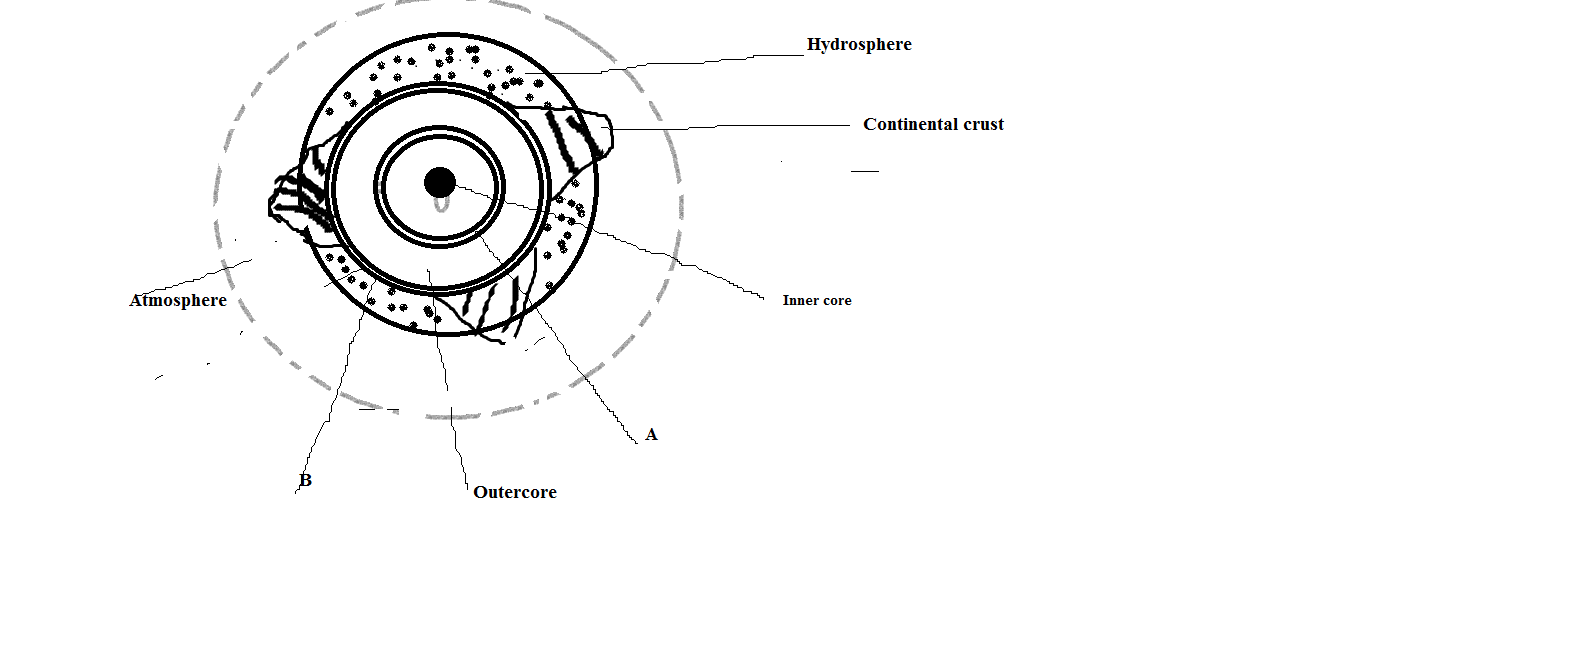 Hydrosphere
Continental crust
Atmosphere
Inner core
A
B
Outercore